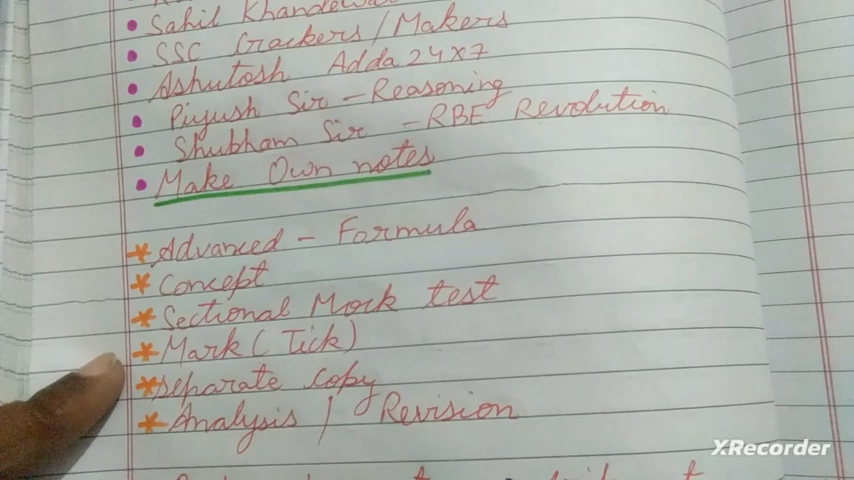 • Sahil
• SSC Crackers/Makers
• Ashutosh Adda 24x7
• Piyush Sir - Reasoning
• Shubham Sir - RBE Revolution
• Make Own notes
* Advanced - Formula
* Concept
* Sectional Mock test
* Mark (Tick)
* Separate copy
* Analysis / Revision
XRecorder